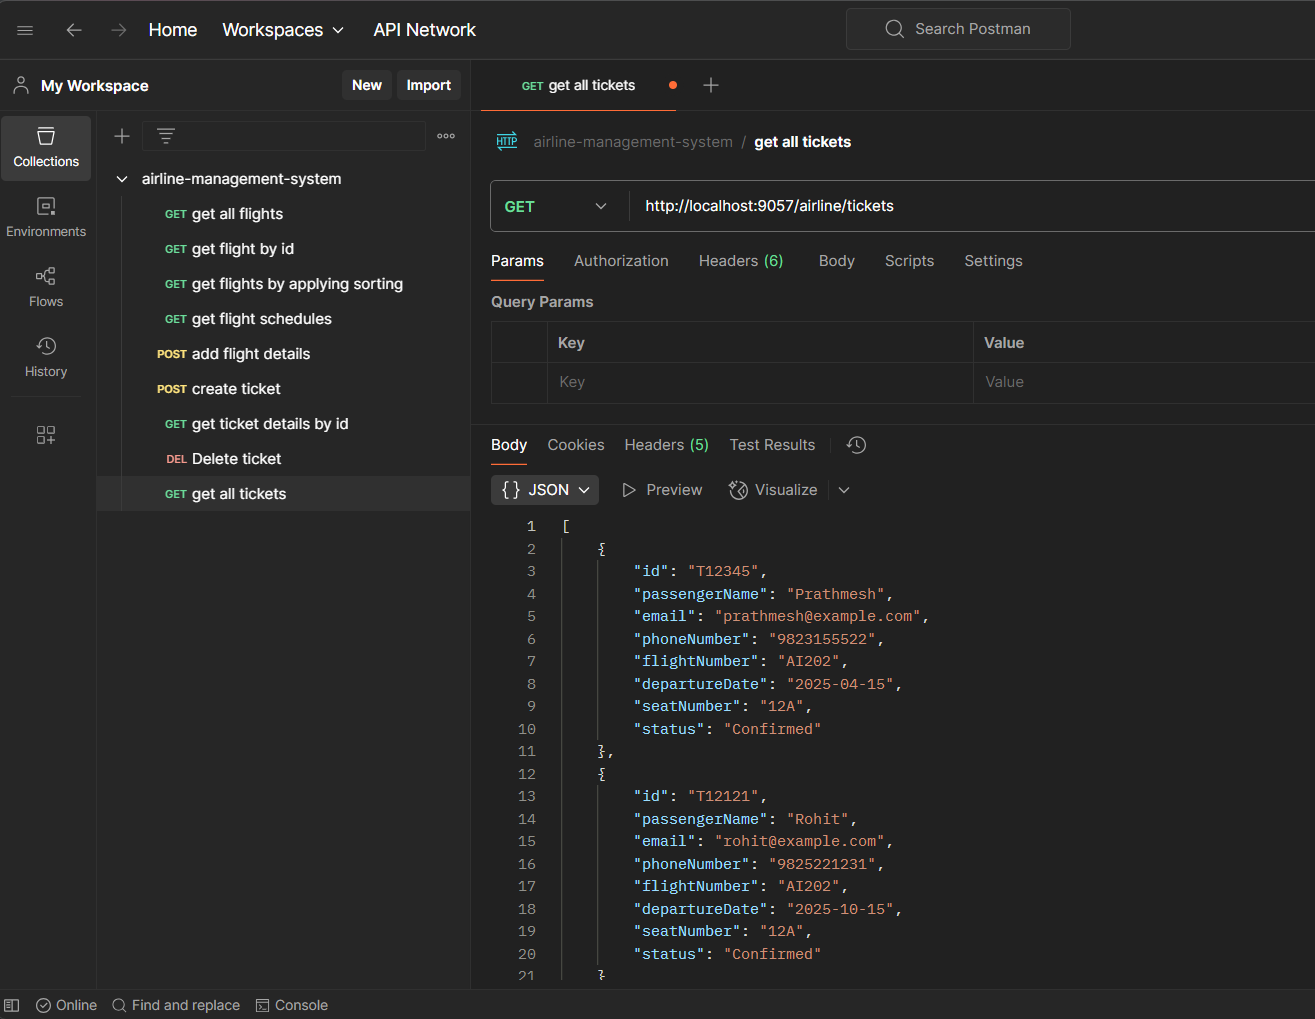 Home Workspaces API Network Search Postman
My Workspace New Import
GET get all tickets
Collections
Environments
Flows
History
airline-management-system
GET get all flights
GET get flight by id
GET get flights by applying sorting
GET get flight schedules
POST add flight details
POST create ticket
GET get ticket details by id
DEL Delete ticket
GET get all tickets
HTTP airline-management-system / get all tickets
GET http://localhost:9057/airline/tickets
Params Authorization Headers (6) Body Scripts Settings
Query Params
Key Value
Key Value
Body Cookies Headers (5) Test Results
{} JSON Preview Visualize
1 [
2 {
3 "id": "T12345",
4 "passengerName": "Prathmesh",
5 "email": "prathmesh@example.com",
6 "phoneNumber": "9823155522",
7 "flightNumber": "AI202",
8 "departureDate": "2025-04-15",
9 "seatNumber": "12A",
10 "status": "Confirmed"
11 },
12 {
13 "id": "T12121",
14 "passengerName": "Rohit",
15 "email": "rohit@example.com",
16 "phoneNumber": "9825221231",
17 "flightNumber": "AI202",
18 "departureDate": "2025-10-15",
19 "seatNumber": "12A",
20 "status": "Confirmed"
21 }
Online Find and replace Console